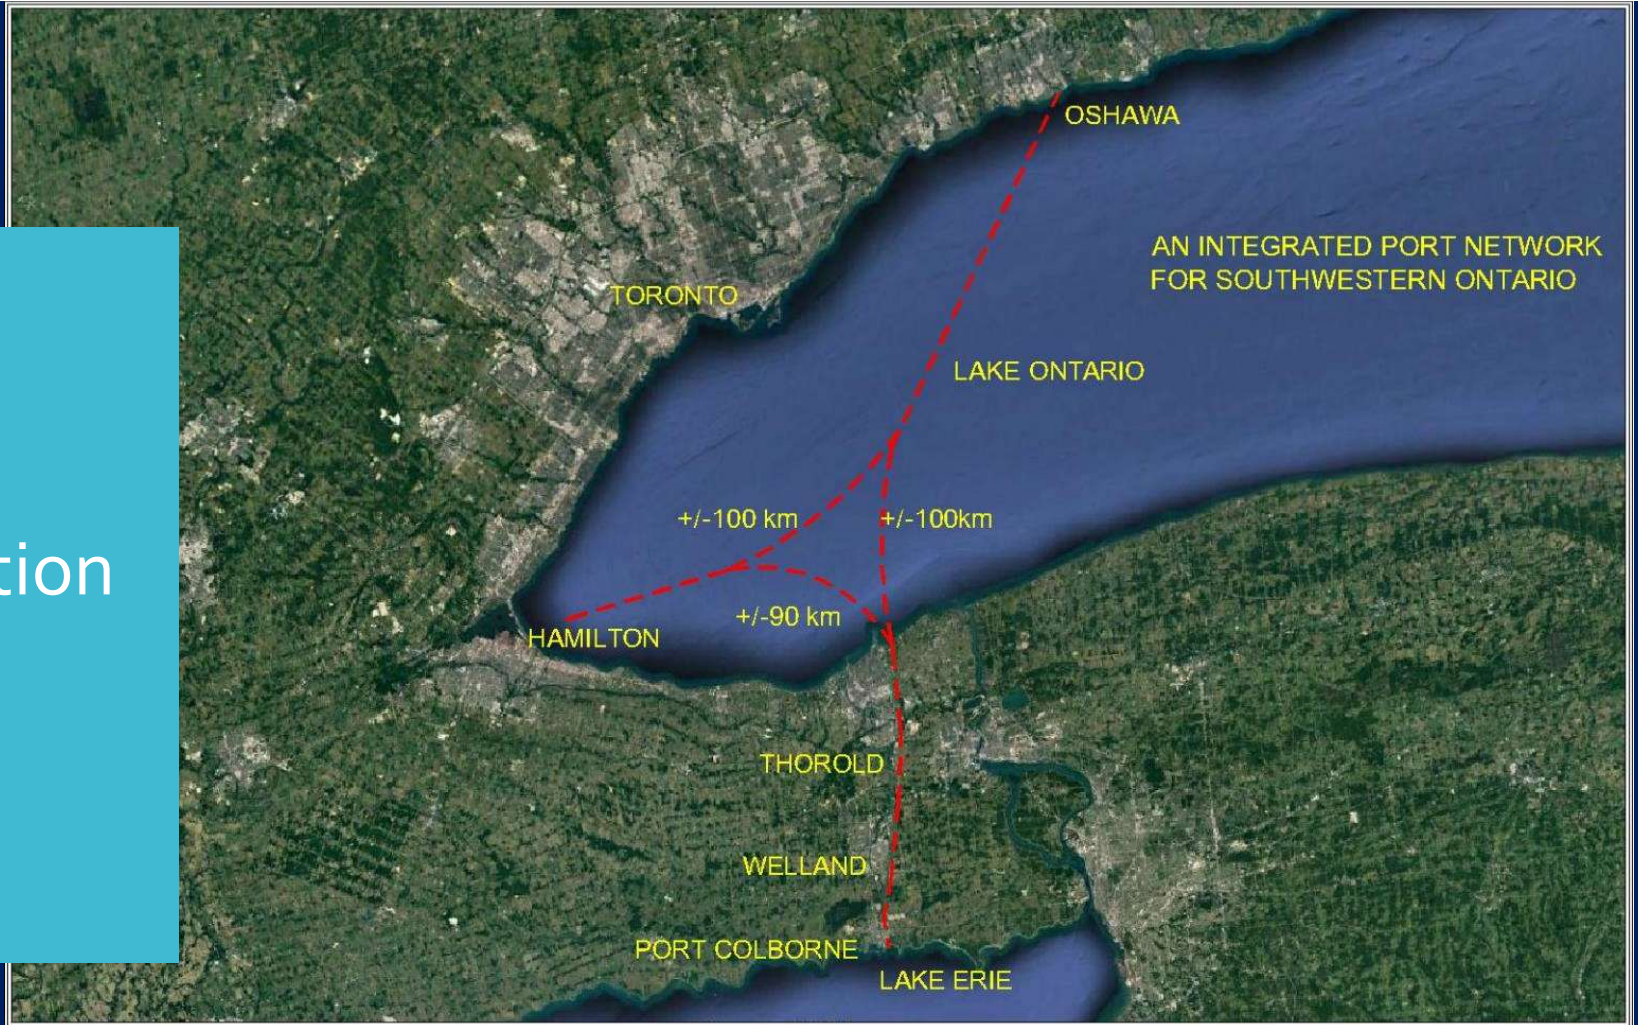 OSHAWA
AN INTEGRATED PORT NETWORK
FOR SOUTHWESTERN ONTARIO
TORONTO
LAKE ONTARIO
+/-100 km
+/-100km
tion
+/-90 km
HAMILTON
THOROLD
WELLAND
PORT COLBORNE
LAKE ERIE